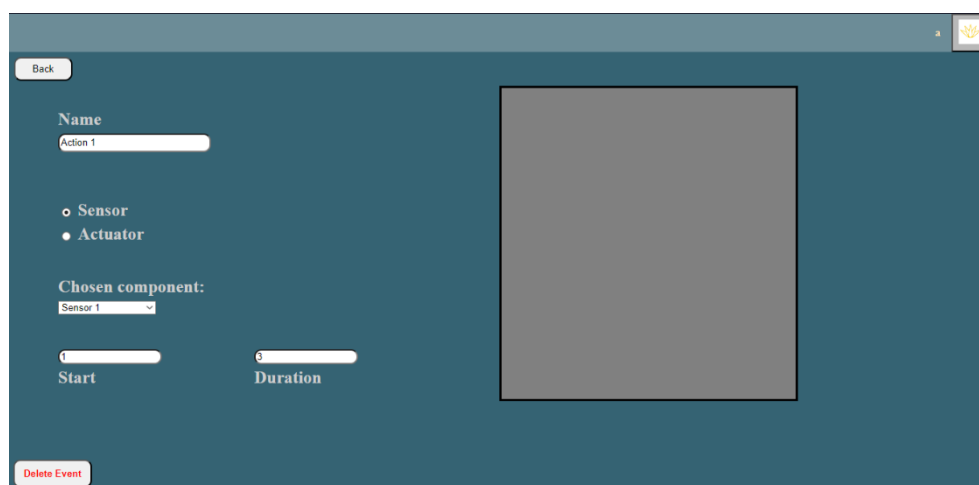 a
Back
Name
Action 1
Sensor
Actuator
Chosen component:
Sensor 1
1 3
Start Duration
Delete Event